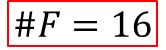 #F = 16